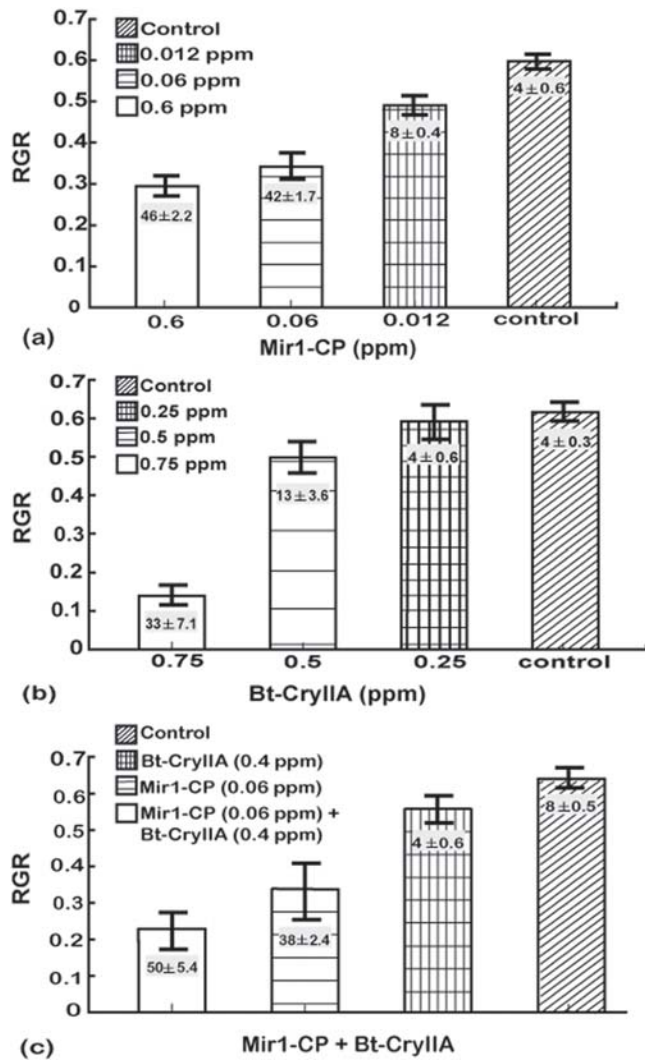 Control
0.012 ppm
0.06 ppm
0.6 ppm
RGR
0.7
0.6
0.5
0.4
0.3
0.2
0.1
0
46±2.2
42±1.7
8±0.4
4±0.6
0.6 0.06 0.012 control
(a) Mir1-CP (ppm)
Control
0.25 ppm
0.5 ppm
0.75 ppm
RGR
0.7
0.6
0.5
0.4
0.3
0.2
0.1
0
33±7.1
13±3.6
4±0.6
4±0.3
0.75 0.5 0.25 control
(b) Bt-CryIIA (ppm)
Control
Bt-CryIIA (0.4 ppm)
Mir1-CP (0.06 ppm)
Mir1-CP (0.06 ppm) +
Bt-CryIIA (0.4 ppm)
RGR
0.7
0.6
0.5
0.4
0.3
0.2
0.1
0
50±5.4
38±2.4
4±0.6
8±0.5
(c) Mir1-CP + Bt-CryIIA